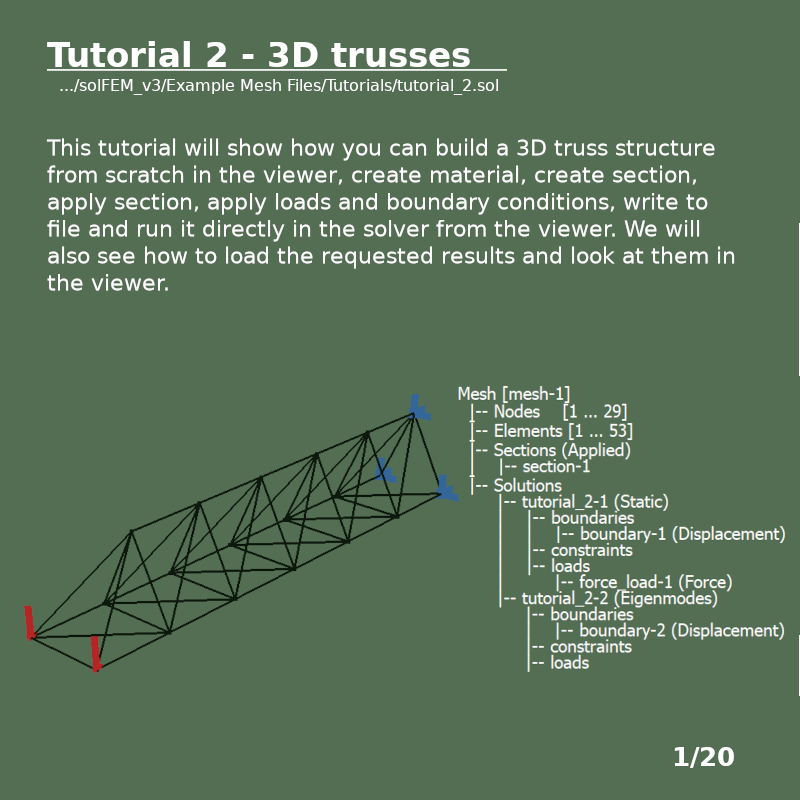 Tutorial 2 - 3D trusses
.../solFEM_v3/Example Mesh Files/Tutorials/tutorial_2.sol
This tutorial will show how you can build a 3D truss structure
from scratch in the viewer, create material, create section,
apply section, apply loads and boundary conditions, write to
file and run it directly in the solver from the viewer. We will
also see how to load the requested results and look at them in
the viewer.
Mesh [mesh-1]
|-- Nodes [1 ... 29]
|-- Elements [1 ... 53]
|-- Sections (Applied)
| |-- section-1
|-- Solutions
|-- tutorial_2-1 (Static)
| |-- boundaries
| | |-- boundary-1 (Displacement)
| |-- constraints
| |-- loads
| |-- force_load-1 (Force)
|-- tutorial_2-2 (Eigenmodes)
|-- boundaries
| |-- boundary-2 (Displacement)
|-- constraints
|-- loads
1/20